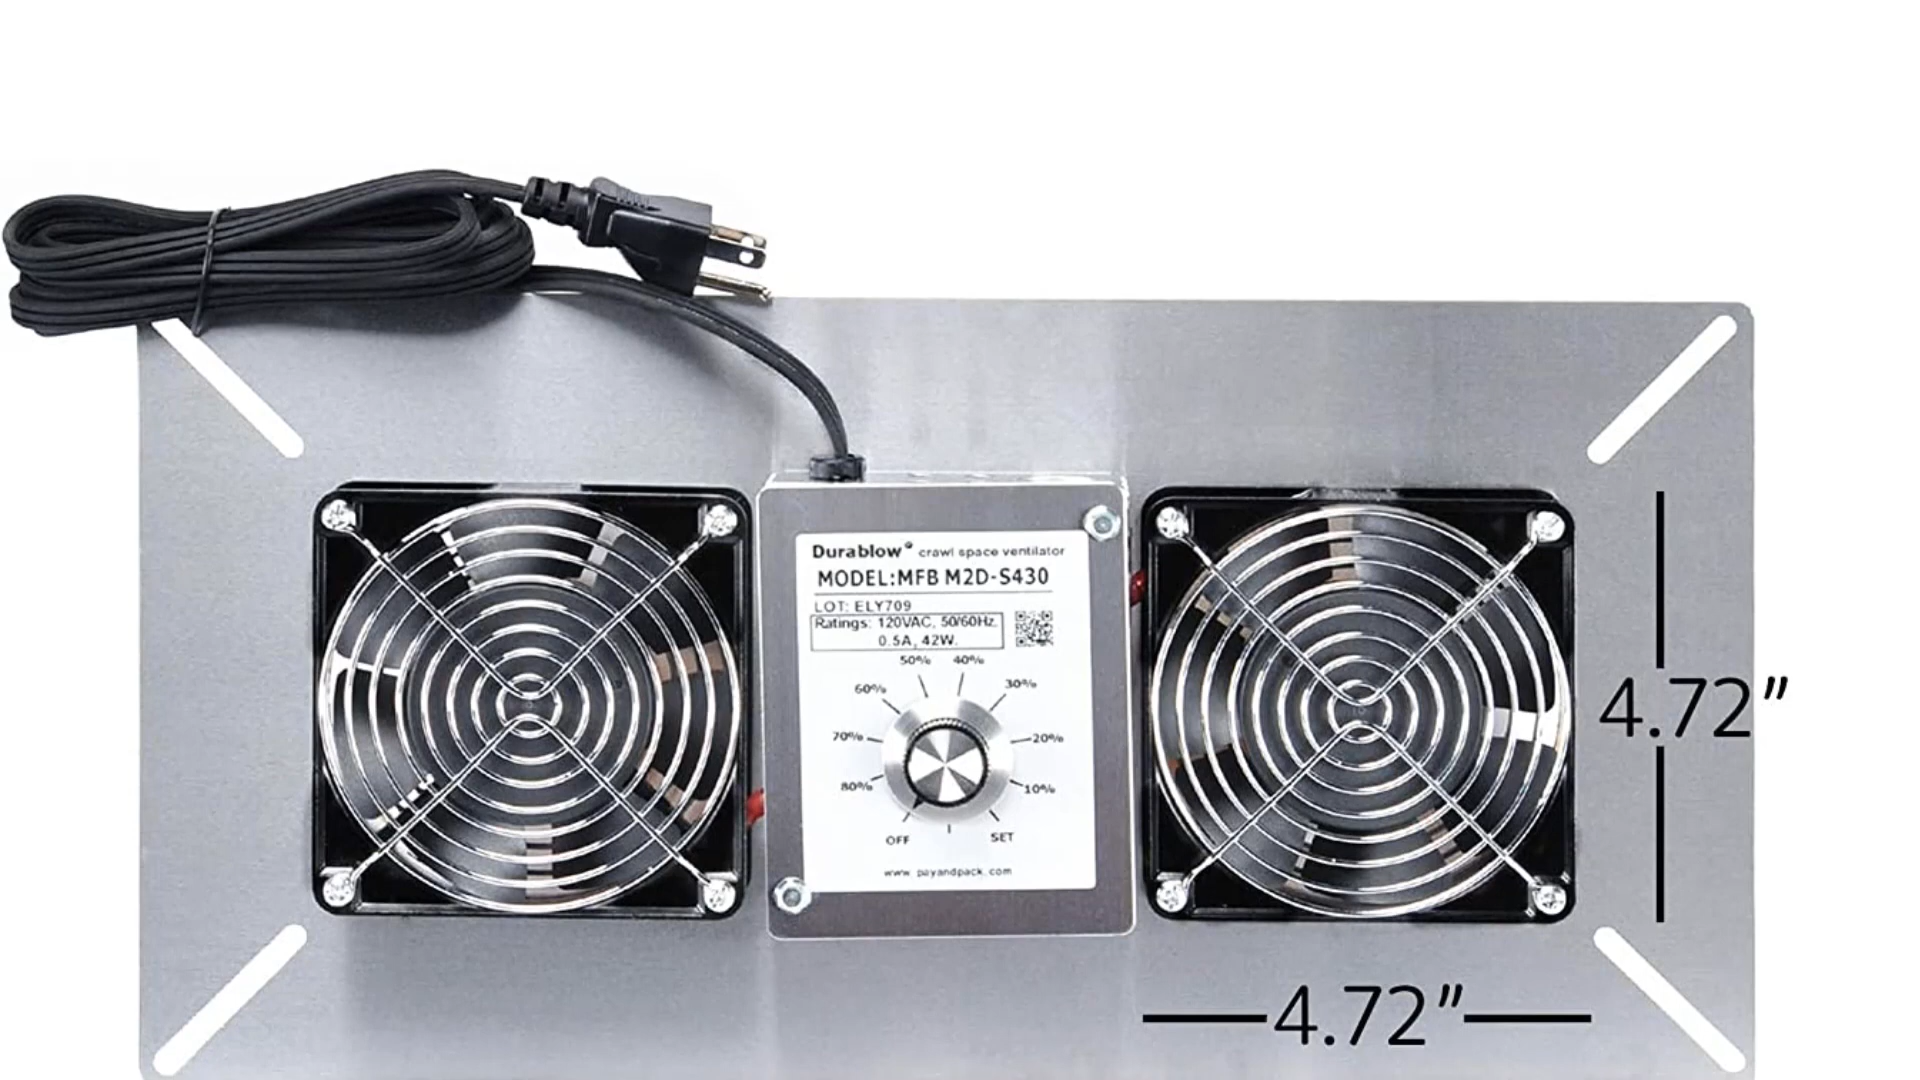 Durablow® crawl space ventilator
MODEL:MFB M2D-S430
LOT: ELY709
Ratings: 120VAC, 50/60Hz,
0.5A, 42W.
50% 40%
60% 30%
70% 20%
80% 10%
OFF SET
www.payandpack.com
4.72”
4.72”